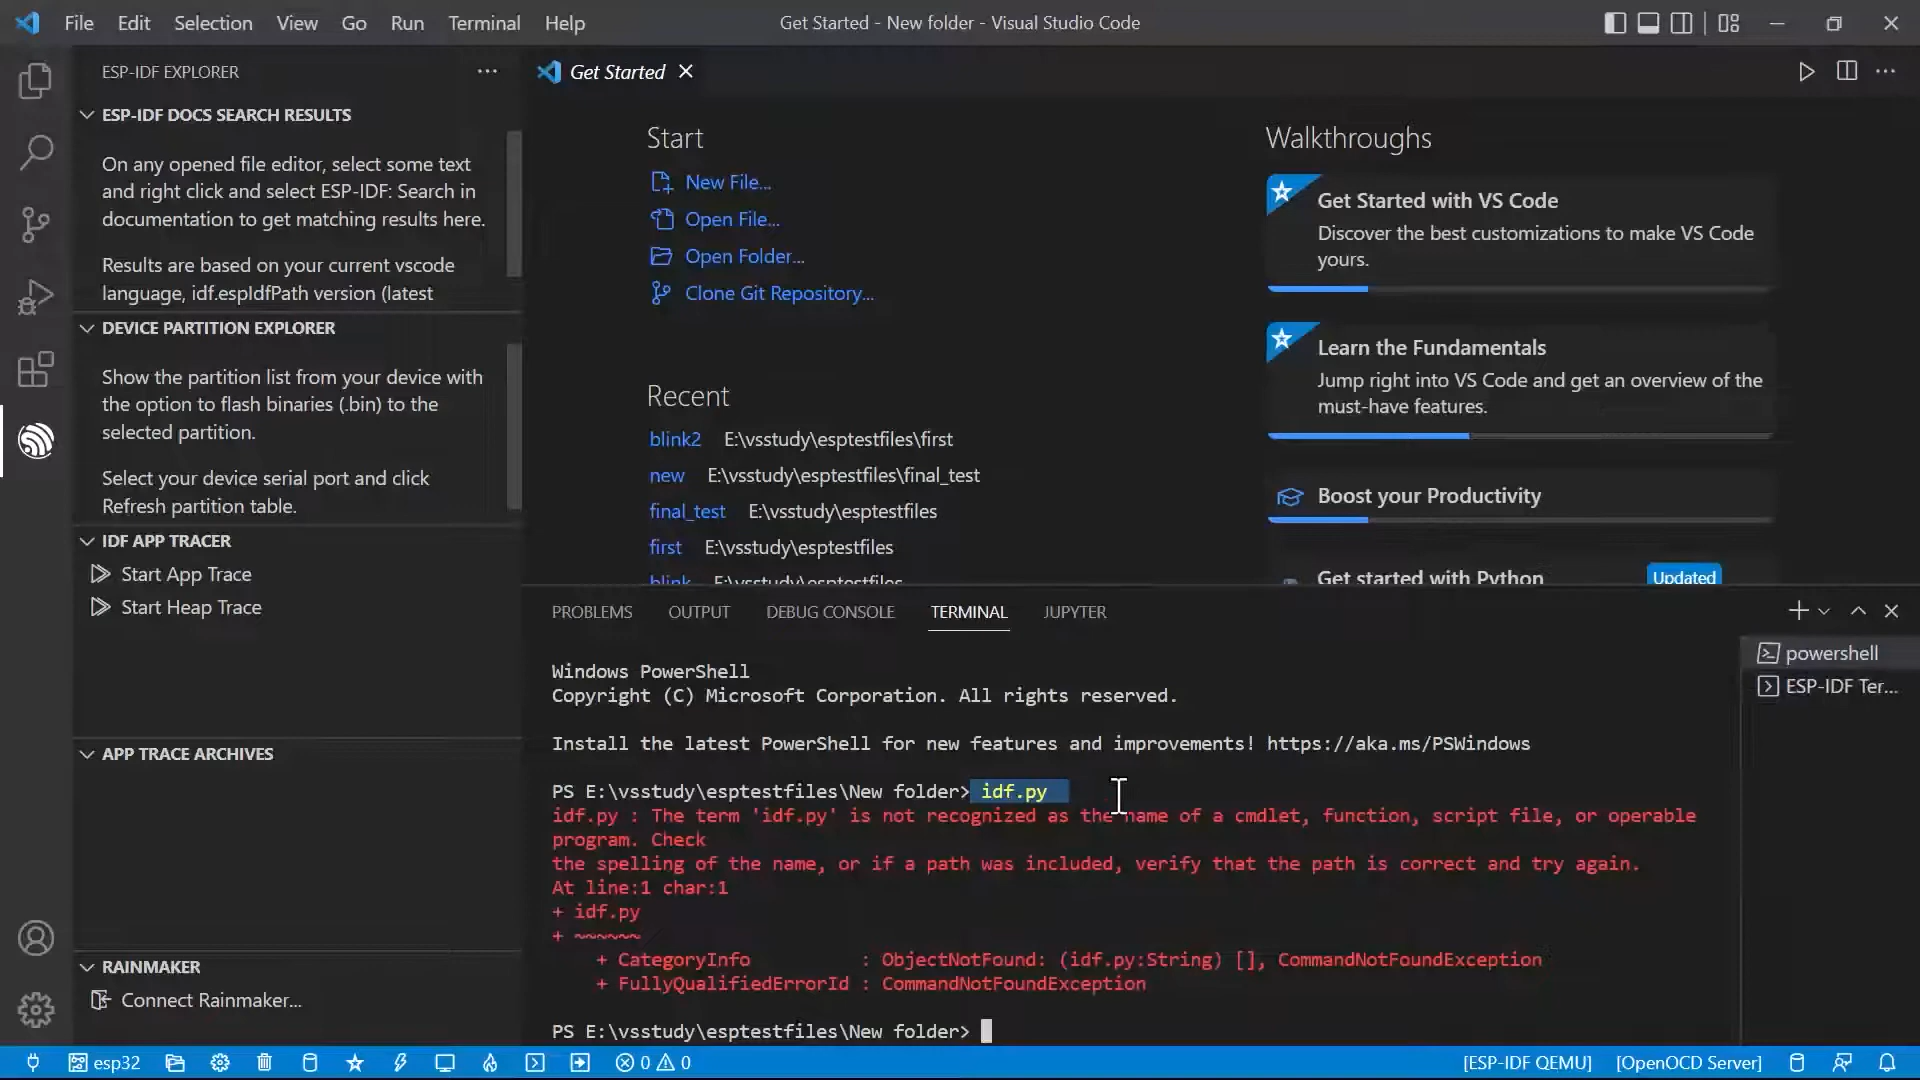 File Edit Selection View Go Run Terminal Help
Get Started - New folder - Visual Studio Code
ESP-IDF EXPLORER
Get Started
ESP-IDF DOCS SEARCH RESULTS
On any opened file editor, select some text
and right click and select ESP-IDF: Search in
documentation to get matching results here.
Results are based on your current vscode
language, idf.espIdfPath version (latest
DEVICE PARTITION EXPLORER
Show the partition list from your device with
the option to flash binaries (.bin) to the
selected partition.
Select your device serial port and click
Refresh partition table.
IDF APP TRACER
Start App Trace
Start Heap Trace
APP TRACE ARCHIVES
RAINMAKER
Connect Rainmaker...
Start
New File...
Open File...
Open Folder...
Clone Git Repository...
Recent
blink2 E:\vsstudy\esptestfiles\first
new E:\vsstudy\esptestfiles\final_test
final_test E:\vsstudy\esptestfiles
first E:\vsstudy\esptestfiles
blink E:\vsstudy\esptestfiles
Walkthroughs
Get Started with VS Code
Discover the best customizations to make VS Code
yours.
Learn the Fundamentals
Jump right into VS Code and get an overview of the
must-have features.
Boost your Productivity
Get started with Python Updated
PROBLEMS OUTPUT DEBUG CONSOLE TERMINAL JUPYTER
powershell
ESP-IDF Ter...
Windows PowerShell
Copyright (C) Microsoft Corporation. All rights reserved.
Install the latest PowerShell for new features and improvements! https://aka.ms/PSWindows
PS E:\vsstudy\esptestfiles\New folder> idf.py
idf.py : The term 'idf.py' is not recognized as the name of a cmdlet, function, script file, or operable
program. Check
the spelling of the name, or if a path was included, verify that the path is correct and try again.
At line:1 char:1
+ idf.py
+ ~~~~~~
+ CategoryInfo : ObjectNotFound: (idf.py:String) [], CommandNotFoundException
+ FullyQualifiedErrorId : CommandNotFoundException
PS E:\vsstudy\esptestfiles\New folder>
esp32 0 0 [ESP-IDF QEMU] [OpenOCD Server]